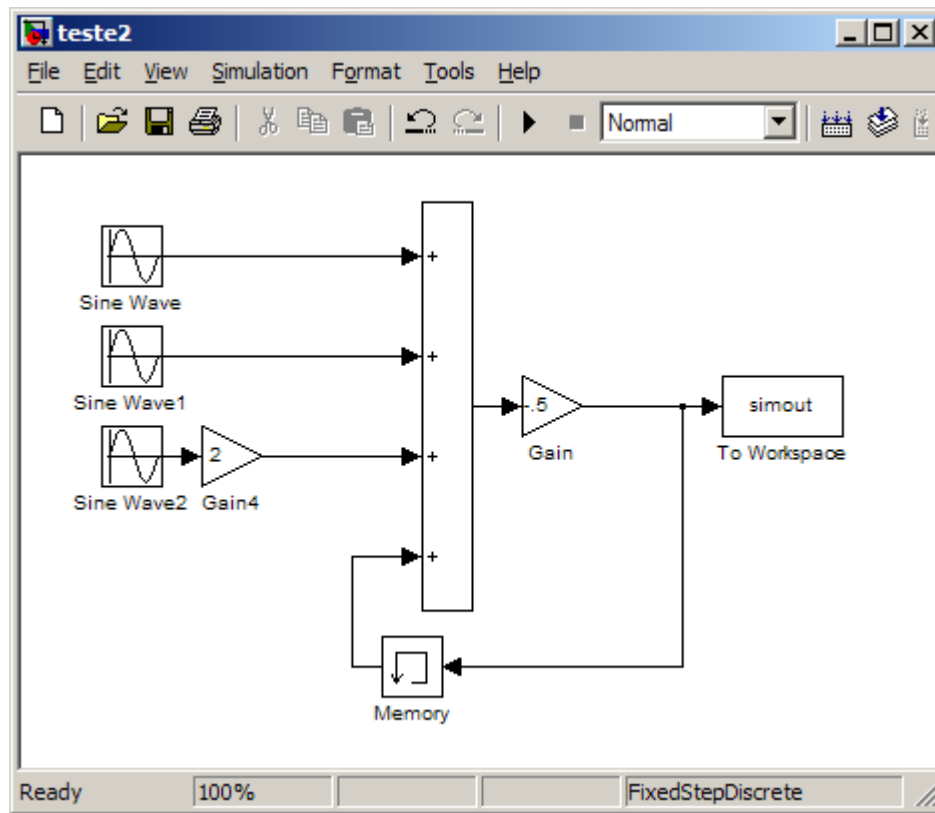 teste2
File Edit View Simulation Format Tools Help
Normal
+
Sine Wave
+
Sine Wave1
-.5
simout
Gain
To Workspace
2
+
Sine Wave2 Gain4
+
Memory
Ready 100% FixedStepDiscrete